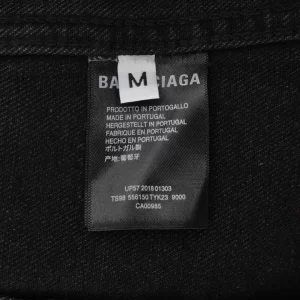 BALENCIAGA
M
PRODOTTO IN PORTOGALLO
MADE IN PORTUGAL
HERGESTELLT IN PORTUGAL
FABRIQUE EN PORTUGAL
HECHO EN PORTUGAL
ポルトガル製
产地:葡萄牙
UPS7 2018 01303
TS98 556150 TYK23 9000
CA00985